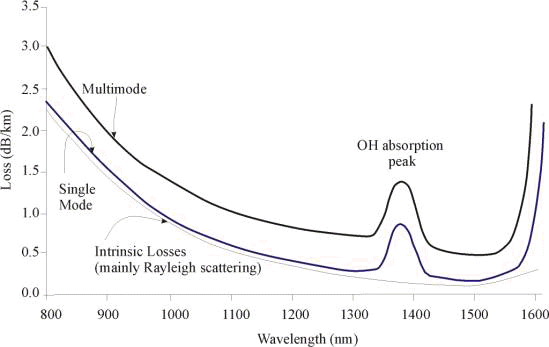 3.5
3.0
2.5
2.0
1.5
1.0
0.5
0.0
Loss (dB/km)
Multimode
Single
Mode
Intrinsic Losses
(mainly Rayleigh scattering)
OH absorption
peak
800 900 1000 1100 1200 1300 1400 1500 1600
Wavelength (nm)